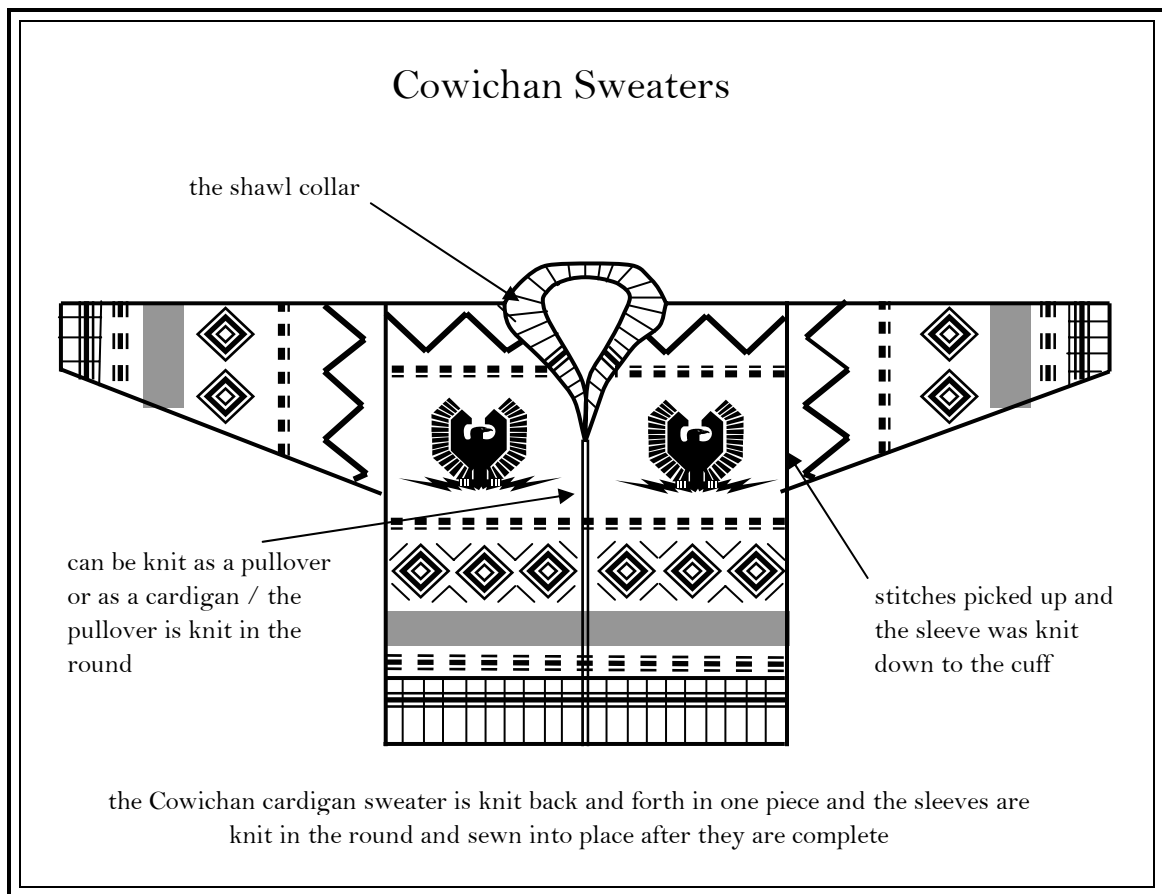 Cowichan Sweaters
the shawl collar
can be knit as a pullover
or as a cardigan / the
pullover is knit in the
round
stitches picked up and
the sleeve was knit
down to the cuff
the Cowichan cardigan sweater is knit back and forth in one piece and the sleeves are
knit in the round and sewn into place after they are complete